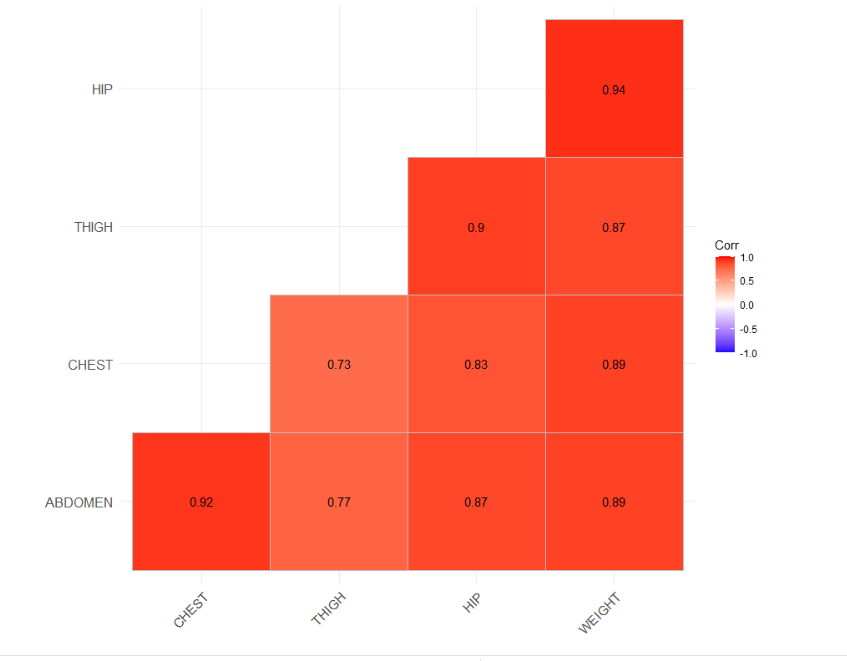 HIP
0.94
THIGH
0.9 0.87
Corr
1.0
0.5
0.0
-0.5
-1.0
CHEST
0.73 0.83 0.89
ABDOMEN
0.92 0.77 0.87 0.89
CHEST
THIGH
HIP
WEIGHT